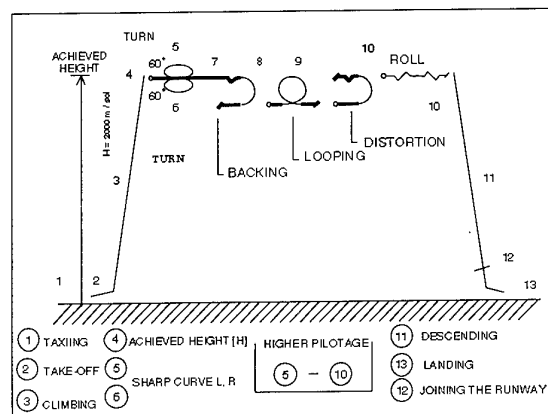 TURN
5
10
ACHIEVED HEIGHT
60°
7
8
9
ROLL
4
60°
6
10
H = 2000 m / sol
TURN
DISTORTION
LOOPING
BACKING
3
11
12
1
2
13
1 TAXIING
4 ACHIEVED HEIGHT [H]
HIGHER PILOTAGE
11 DESCENDING
2 TAKE-OFF
5
SHARP CURVE L, R
5 – 10
13 LANDING
3 CLIMBING
6
12 JOINING THE RUNWAY